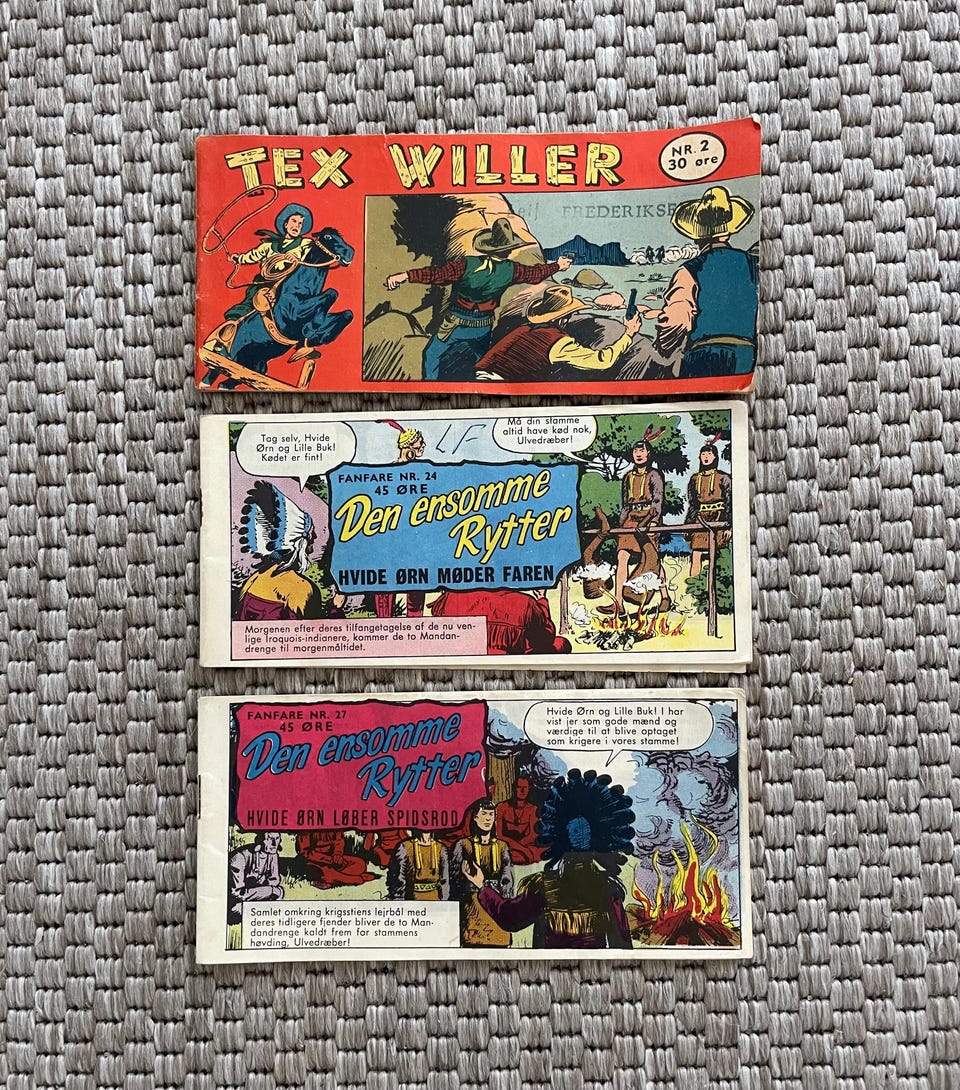 TEX WILLER
NR. 2
30 øre
FREDERIKSE
Tag selv, Hvide
Ørn og Lille Buk!
Kødet er fint!
LF
Må din stamme
altid have kød nok,
Ulvedræber!
FANFARE NR. 24
45 ØRE
Den ensomme
Rytter
HVIDE ØRN MØDER FAREN
Morgenen efter deres tilfangetagelse af de nu ven-
lige Iroquois-indianere, kommer de to Mandan-
drenge til morgenmåltidet.
FANFARE NR. 27
45 ØRE
Den ensomme
Rytter
HVIDE ØRN LØBER SPIDSROD
Hvide Ørn og Lille Buk! I har
vist jer som gode mænd og
værdige til at blive optaget
som krigere i vores stamme!
Samlet omkring krigsstiens lejrbål med
deres tidligere fjender bliver de to Man-
dandrenge kaldt frem for stammens
høvding, Ulvedræber!